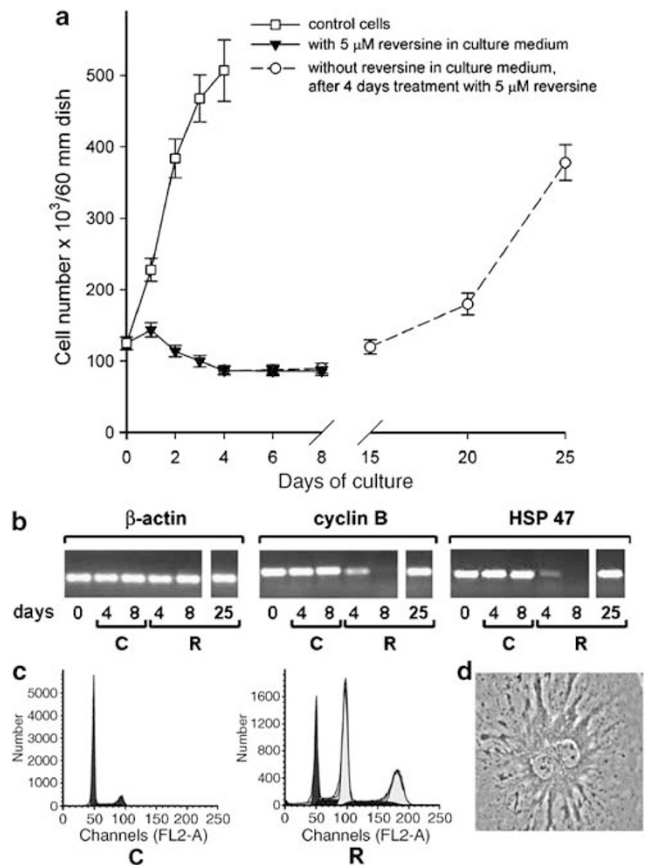 a
control cells
with 5 μM reversine in culture medium
without reversine in culture medium,
after 4 days treatment with 5 μM reversine
Cell number x 10³/60 mm dish
500
400
300
200
100
0
0 2 4 6 8 15 20 25
Days of culture
b
β-actin cyclin B HSP 47
days 0 4 8 4 8 25 0 4 8 4 8 25 0 4 8 4 8 25
C R C R C R
c
Number
5000
4000
3000
2000
1000
0
0 50 100 150 200 250
Channels (FL2-A)
C
Number
1600
1200
800
400
0
0 50 100 150 200 250
Channels (FL2-A)
R
d